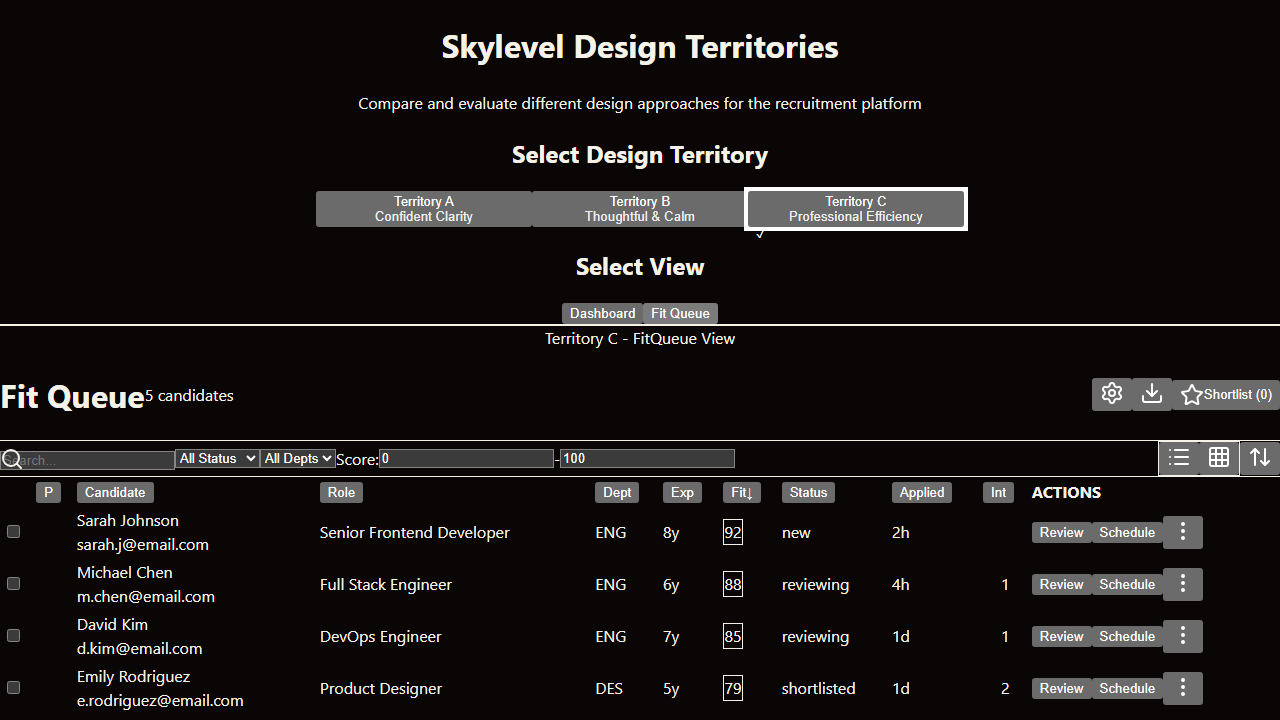 Skylevel Design Territories
Compare and evaluate different design approaches for the recruitment platform
Select Design Territory
Territory A
Confident Clarity
Territory B
Thoughtful & Calm
Territory C
Professional Efficiency
✓
Select View
Dashboard Fit Queue
Territory C - FitQueue View
Fit Queue 5 candidates Shortlist (0)
Search... All Status All Depts Score: 0 - 100
P Candidate Role Dept Exp Fit↓ Status Applied Int ACTIONS
Sarah Johnson
sarah.j@email.com
Senior Frontend Developer ENG 8y 92 new 2h Review Schedule
Michael Chen
m.chen@email.com
Full Stack Engineer ENG 6y 88 reviewing 4h 1 Review Schedule
David Kim
d.kim@email.com
DevOps Engineer ENG 7y 85 reviewing 1d 1 Review Schedule
Emily Rodriguez
e.rodriguez@email.com
Product Designer DES 5y 79 shortlisted 1d 2 Review Schedule